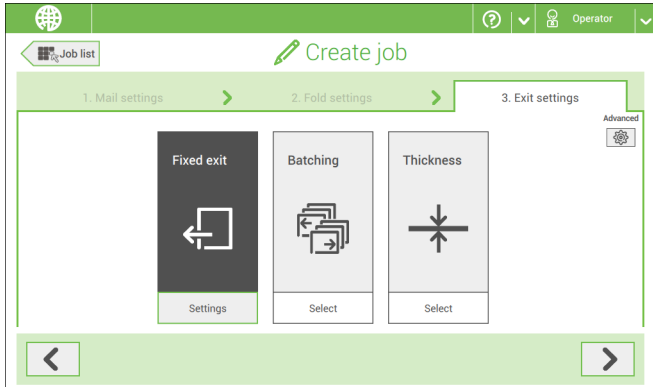 Operator
Job list
Create job
1. Mail settings
2. Fold settings
3. Exit settings
Advanced
Fixed exit
Batching
Thickness
Settings
Select
Select